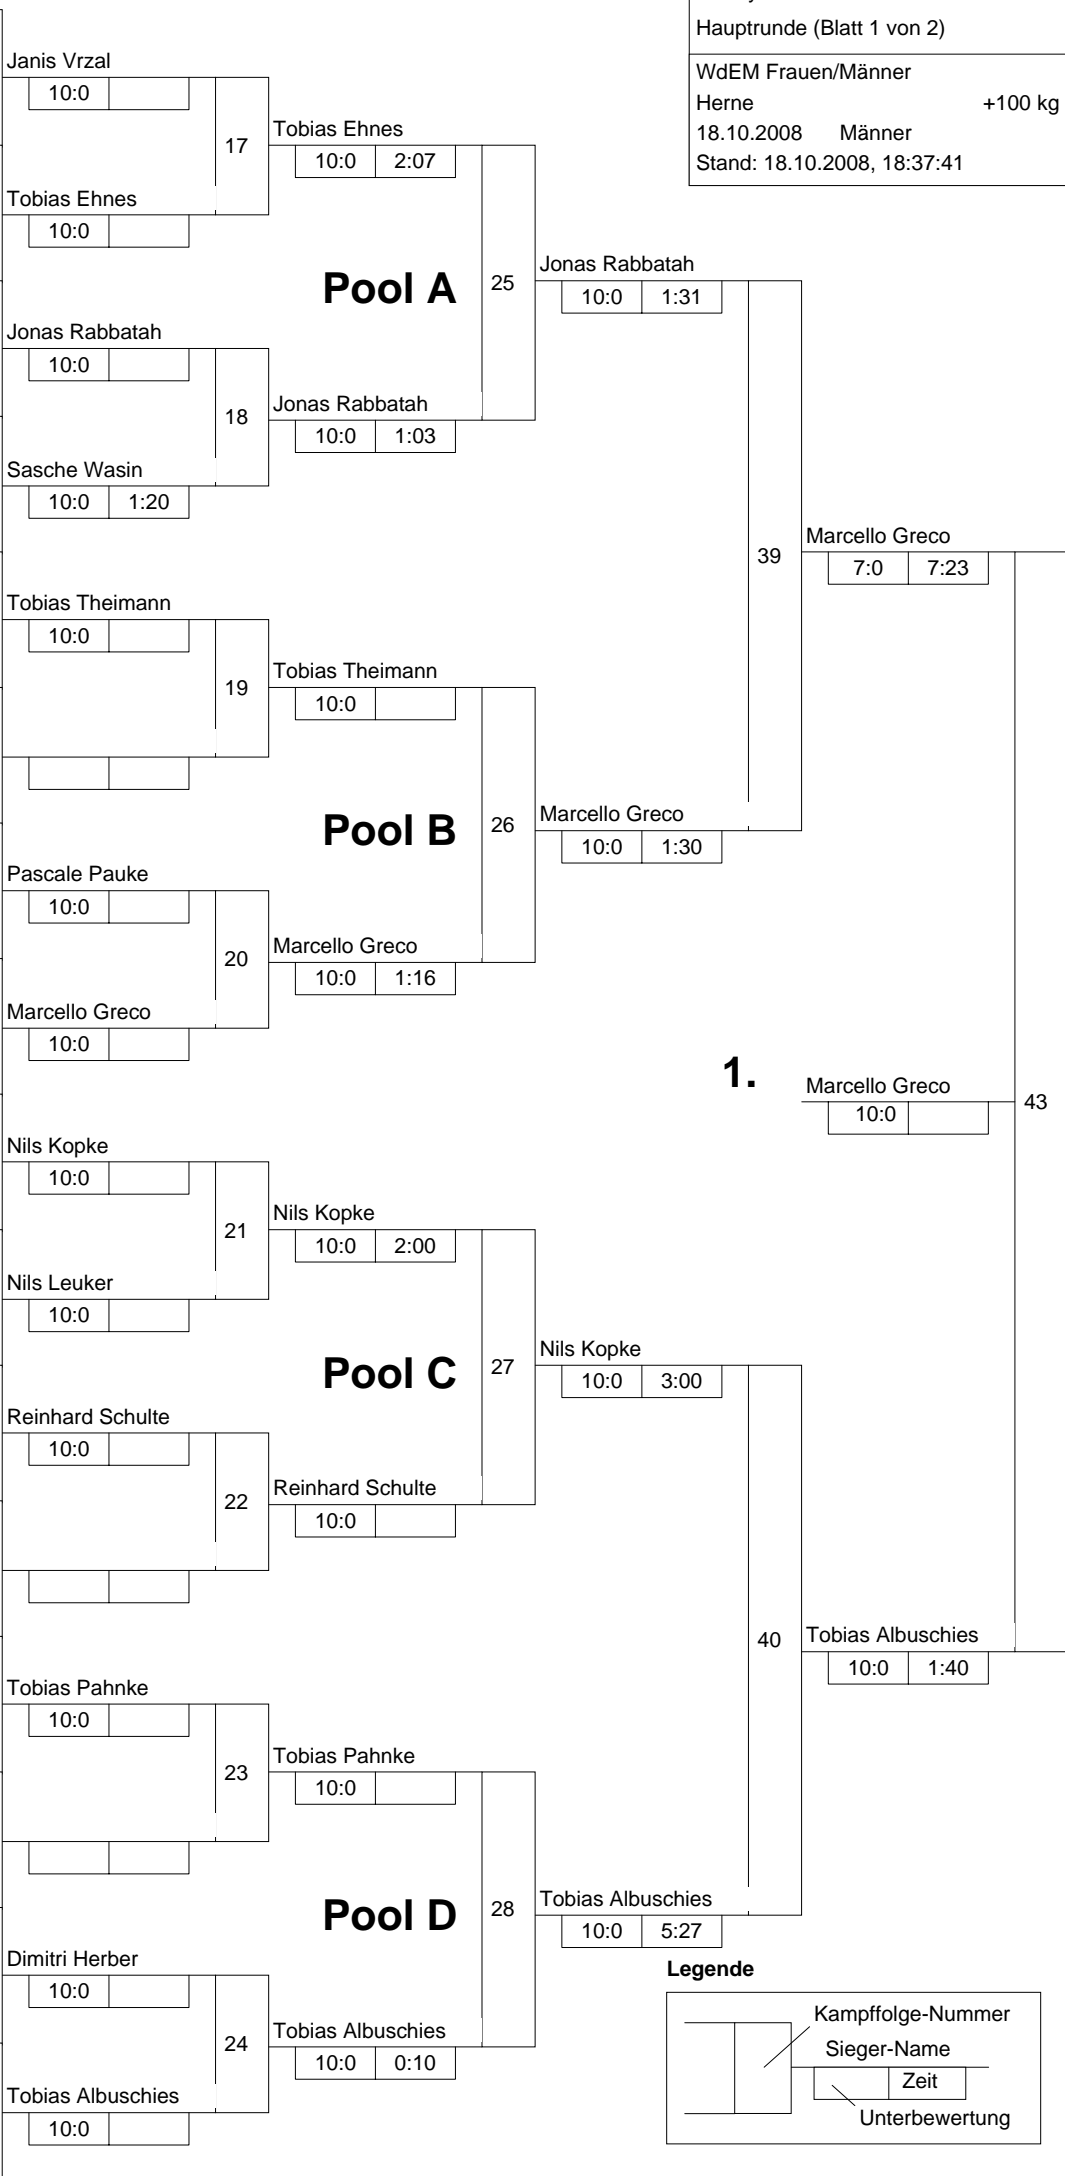 Hauptrunde (Blatt 1 von 2)
WdEM Frauen/Männer
Herne +100 kg
18.10.2008 Männer
Stand: 18.10.2008, 18:37:41
Janis Vrzal
10:0
17
Tobias Ehnes
10:0 2:07
Tobias Ehnes
10:0
Pool A
25
Jonas Rabbatah
10:0 1:31
Jonas Rabbatah
10:0
18
Jonas Rabbatah
10:0 1:03
Sasche Wasin
10:0 1:20
39
Marcello Greco
7:0 7:23
Tobias Theimann
10:0
19
Tobias Theimann
10:0
Pool B
26
Marcello Greco
10:0 1:30
Pascale Pauke
10:0
20
Marcello Greco
10:0 1:16
Marcello Greco
10:0
1.
Marcello Greco
10:0
43
Nils Kopke
10:0
21
Nils Kopke
10:0 2:00
Nils Leuker
10:0
Pool C
27
Nils Kopke
10:0 3:00
Reinhard Schulte
10:0
22
Reinhard Schulte
10:0
40
Tobias Albuschies
10:0 1:40
Tobias Pahnke
10:0
23
Tobias Pahnke
10:0
Pool D
28
Tobias Albuschies
10:0 5:27
Dimitri Herber
10:0
24
Tobias Albuschies
10:0 0:10
Tobias Albuschies
10:0
Legende
Kampffolge-Nummer
Sieger-Name
Zeit
Unterbewertung